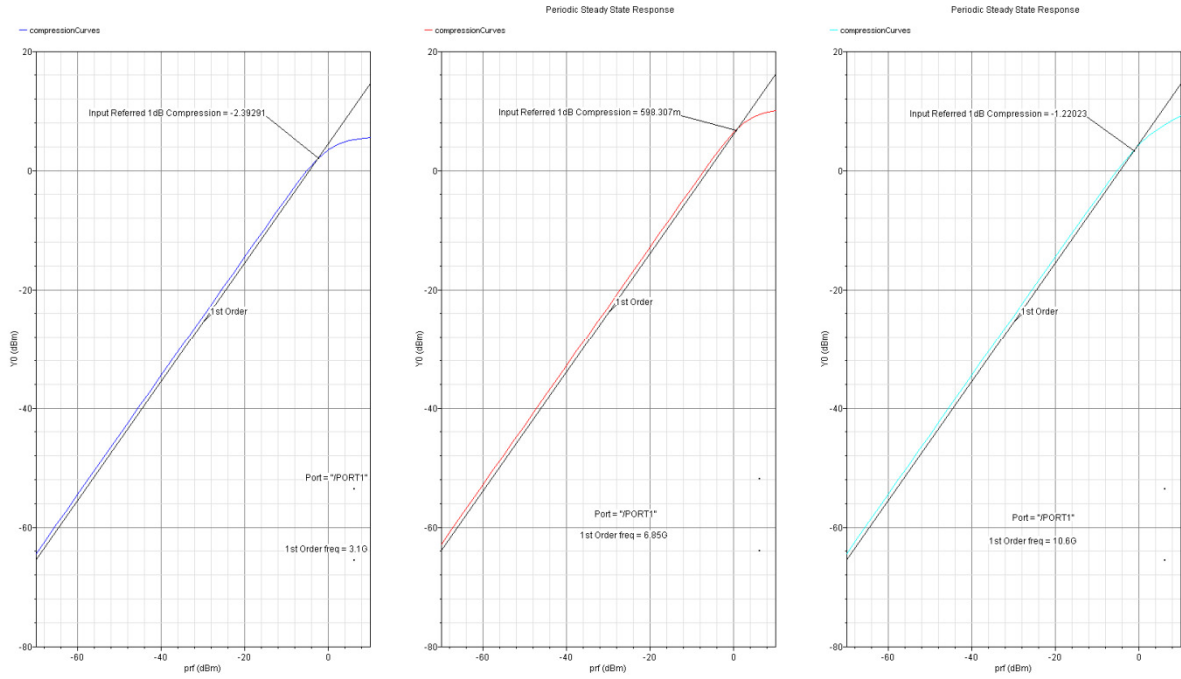 compressionCurves
20
0
-20
-40
-60
-80
Y0 (dBm)
-60
-40
-20
0
prf (dBm)
Input Referred 1dB Compression = -2.39291
1st Order
Port = "/PORT1"
1st Order freq = 3.1G
Periodic Steady State Response
compressionCurves
20
0
-20
-40
-60
-80
Y0 (dBm)
-60
-40
-20
0
prf (dBm)
Input Referred 1dB Compression = 598.307m
1st Order
Port = "/PORT1"
1st Order freq = 6.85G
Periodic Steady State Response
compressionCurves
20
0
-20
-40
-60
-80
Y0 (dBm)
-60
-40
-20
0
prf (dBm)
Input Referred 1dB Compression = -1.22023
1st Order
Port = "/PORT1"
1st Order freq = 10.6G